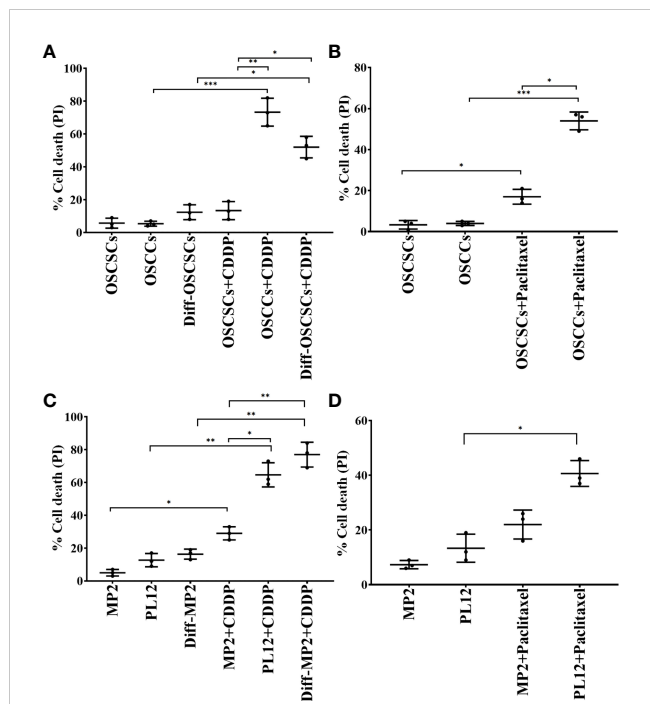 A
*
**
*
***
100
80
60
40
20
0
% Cell death (PI)
OSCSCs
OSCCs
Diff-OSCSCs
OSCSCs+CDDP
OSCCs+CDDP
Diff-OSCSCs+CDDP
B
*
***
*
80
60
40
20
0
% Cell death (PI)
OSCSCs
OSCCs
OSCSCs+Paclitaxel
OSCCs+Paclitaxel
C
**
**
**
*
*
100
80
60
40
20
0
% Cell death (PI)
MP2
PL12
Diff-MP2
MP2+CDDP
PL12+CDDP
Diff-MP2+CDDP
D
*
60
40
20
0
% Cell death (PI)
MP2
PL12
MP2+Paclitaxel
PL12+Paclitaxel